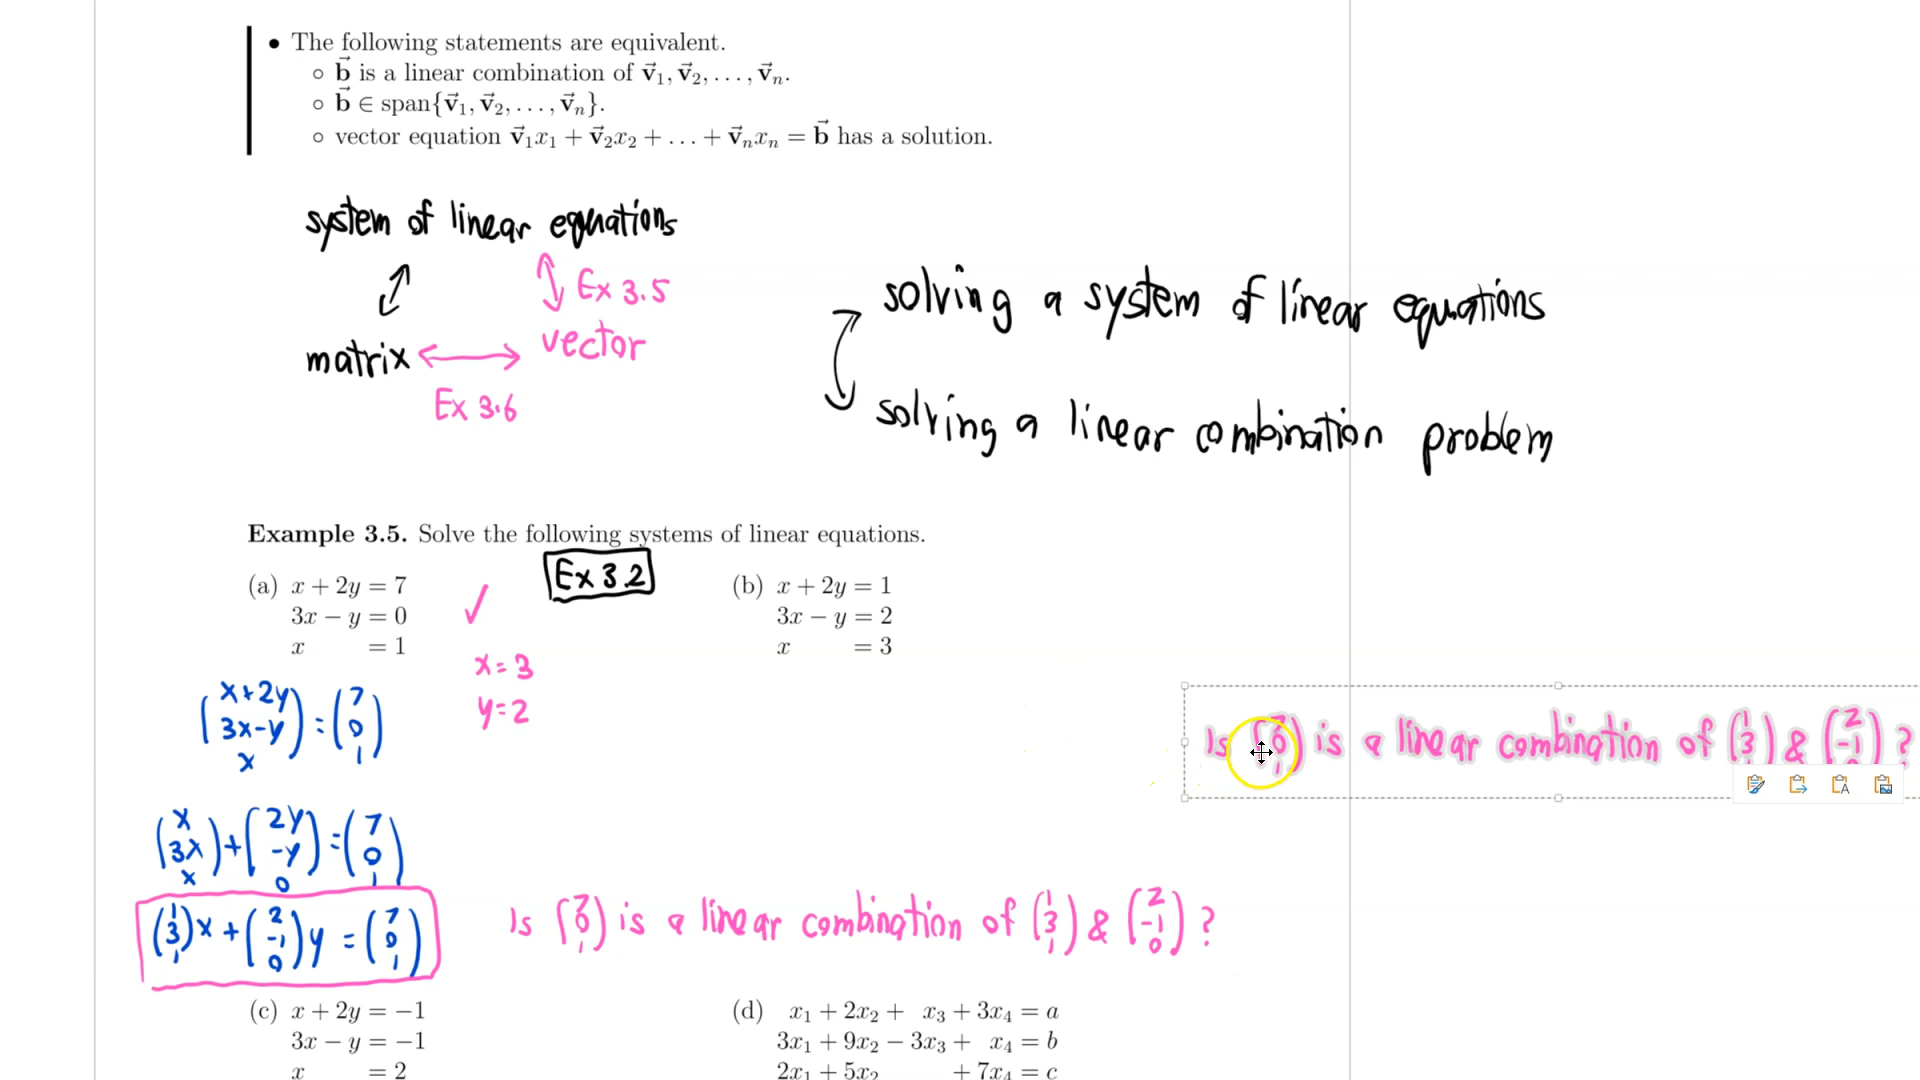 • The following statements are equivalent.
◦ b⃗ is a linear combination of v⃗₁, v⃗₂, . . . , v⃗ₙ.
◦ b⃗ ∈ span{v⃗₁, v⃗₂, . . . , v⃗ₙ}.
◦ vector equation v⃗₁x₁ + v⃗₂x₂ + . . . + v⃗ₙxₙ = b⃗ has a solution.
system of linear equations
Ex 3.5
matrix ⟷ vector
Ex 3.6
solving a system of linear equations
solving a linear combination problem
Example 3.5. Solve the following systems of linear equations.
Ex 3.2
(a) x + 2y = 7
3x − y = 0
x = 1
✓
x = 3
y = 2
(b) x + 2y = 1
3x − y = 2
x = 3
(x+2y, 3x-y, x) = (7, 0, 1)
Is (7, 0, 1) is a linear combination of (1, 3, ) & (2, -1, ) ?
(x, 3x, x) + (2y, -y, 0) = (7, 0, 1)
(1, 3, 1)x + (2, -1, 0)y = (7, 0, 1)
Is (7, 0, 1) is a linear combination of (1, 3, 1) & (2, -1, 0) ?
(c) x + 2y = −1
3x − y = −1
x = 2
(d) x₁ + 2x₂ + x₃ + 3x₄ = a
3x₁ + 9x₂ − 3x₃ + x₄ = b
2x₁ + 5x₂ + 7x₄ = c